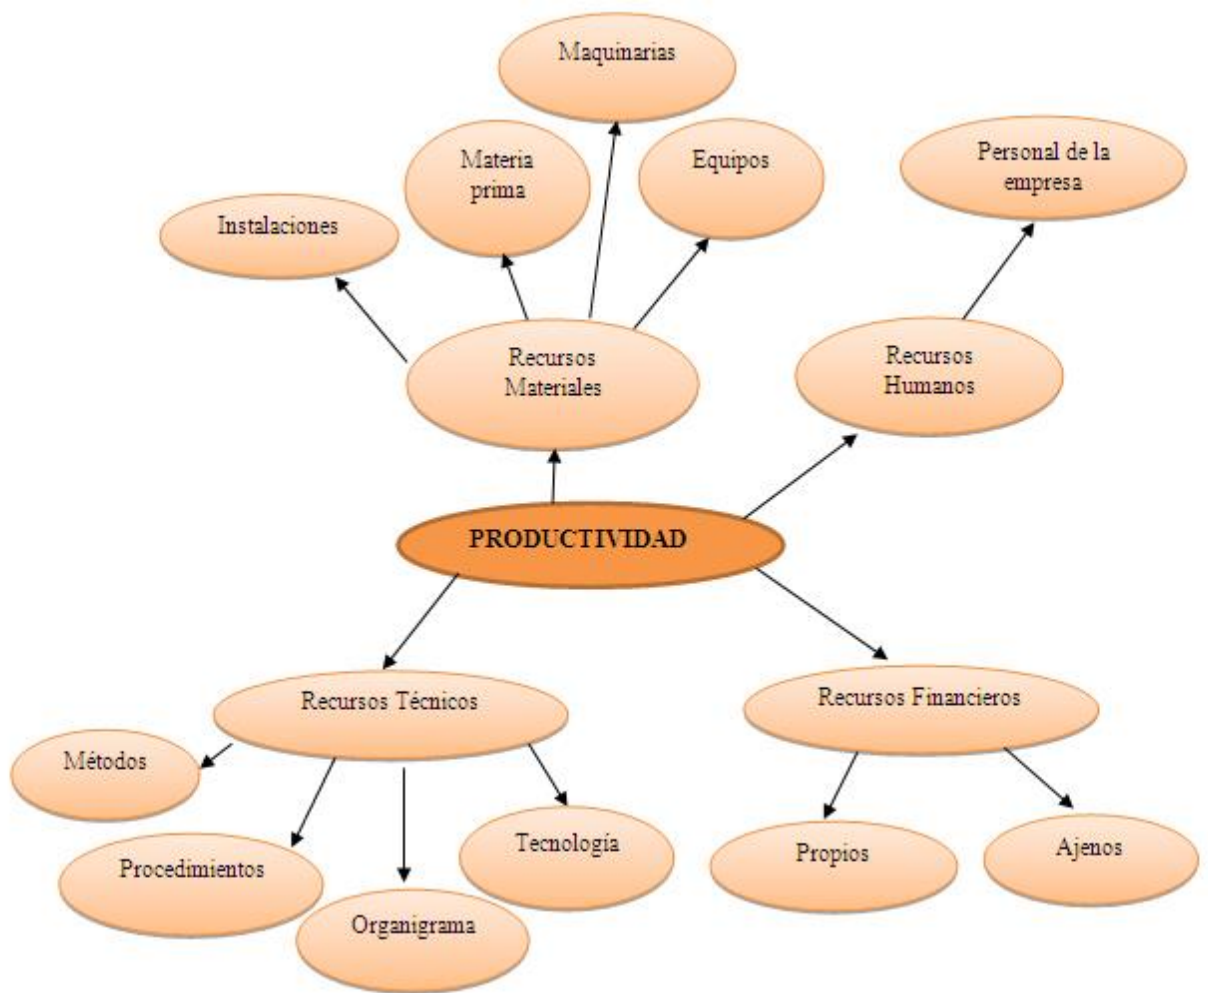 Maquinarias
Materia
prima
Equipos
Personal de la
empresa
Instalaciones
Recursos
Materiales
Recursos
Humanos
PRODUCTIVIDAD
Recursos Técnicos
Recursos Financieros
Métodos
Procedimientos
Organigrama
Tecnología
Propios
Ajenos